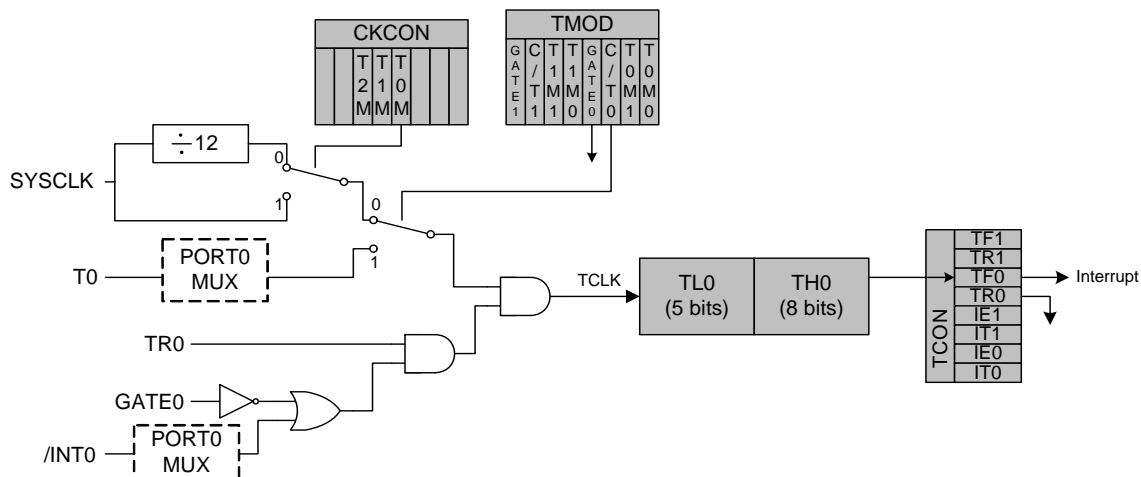 CKCON
T2M T1M T0M
TMOD
GATE1 C/T1 T1M1 T1M0 GATE0 C/T0 T0M1 T0M0
÷12
0
SYSCLK
1
0
PORT0
MUX
T0
1
TCLK
TL0
(5 bits)
TH0
(8 bits)
TCON
TF1
TR1
TF0
Interrupt
TR0
IE1
IT1
IE0
IT0
TR0
GATE0
/INT0
PORT0
MUX